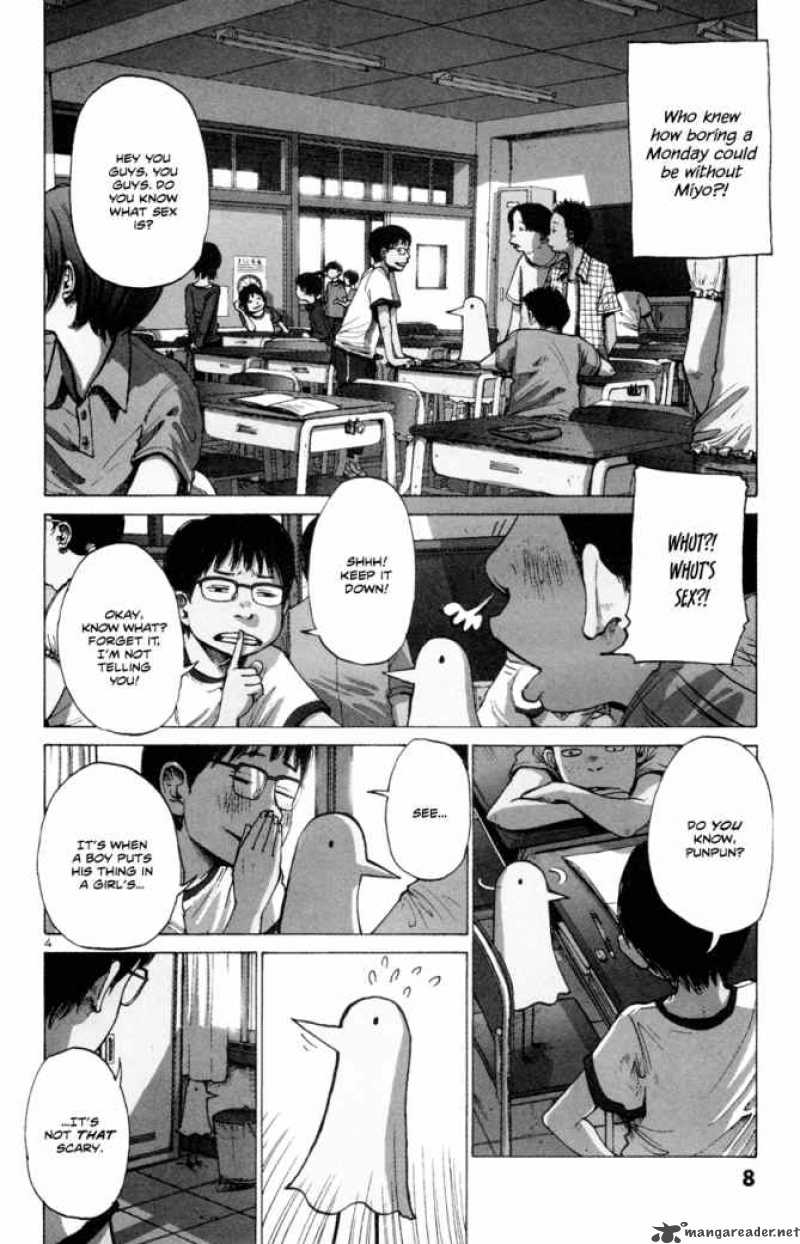 Who knew
how boring a
Monday could
be without
Miyo?!
HEY YOU
GUYS, YOU
GUYS. DO
YOU KNOW
WHAT SEX
IS?
WHUT?!
WHUT'S
SEX?!
SHHH!
KEEP IT
DOWN!
OKAY,
KNOW WHAT?
FORGET IT.
I'M NOT
TELLING
YOU!
DO YOU
KNOW,
PUNPUN?
SEE...
IT'S WHEN
A BOY PUTS
HIS THING IN
A GIRL'S...
4
...IT'S
NOT THAT
SCARY.
8
mangareader.net